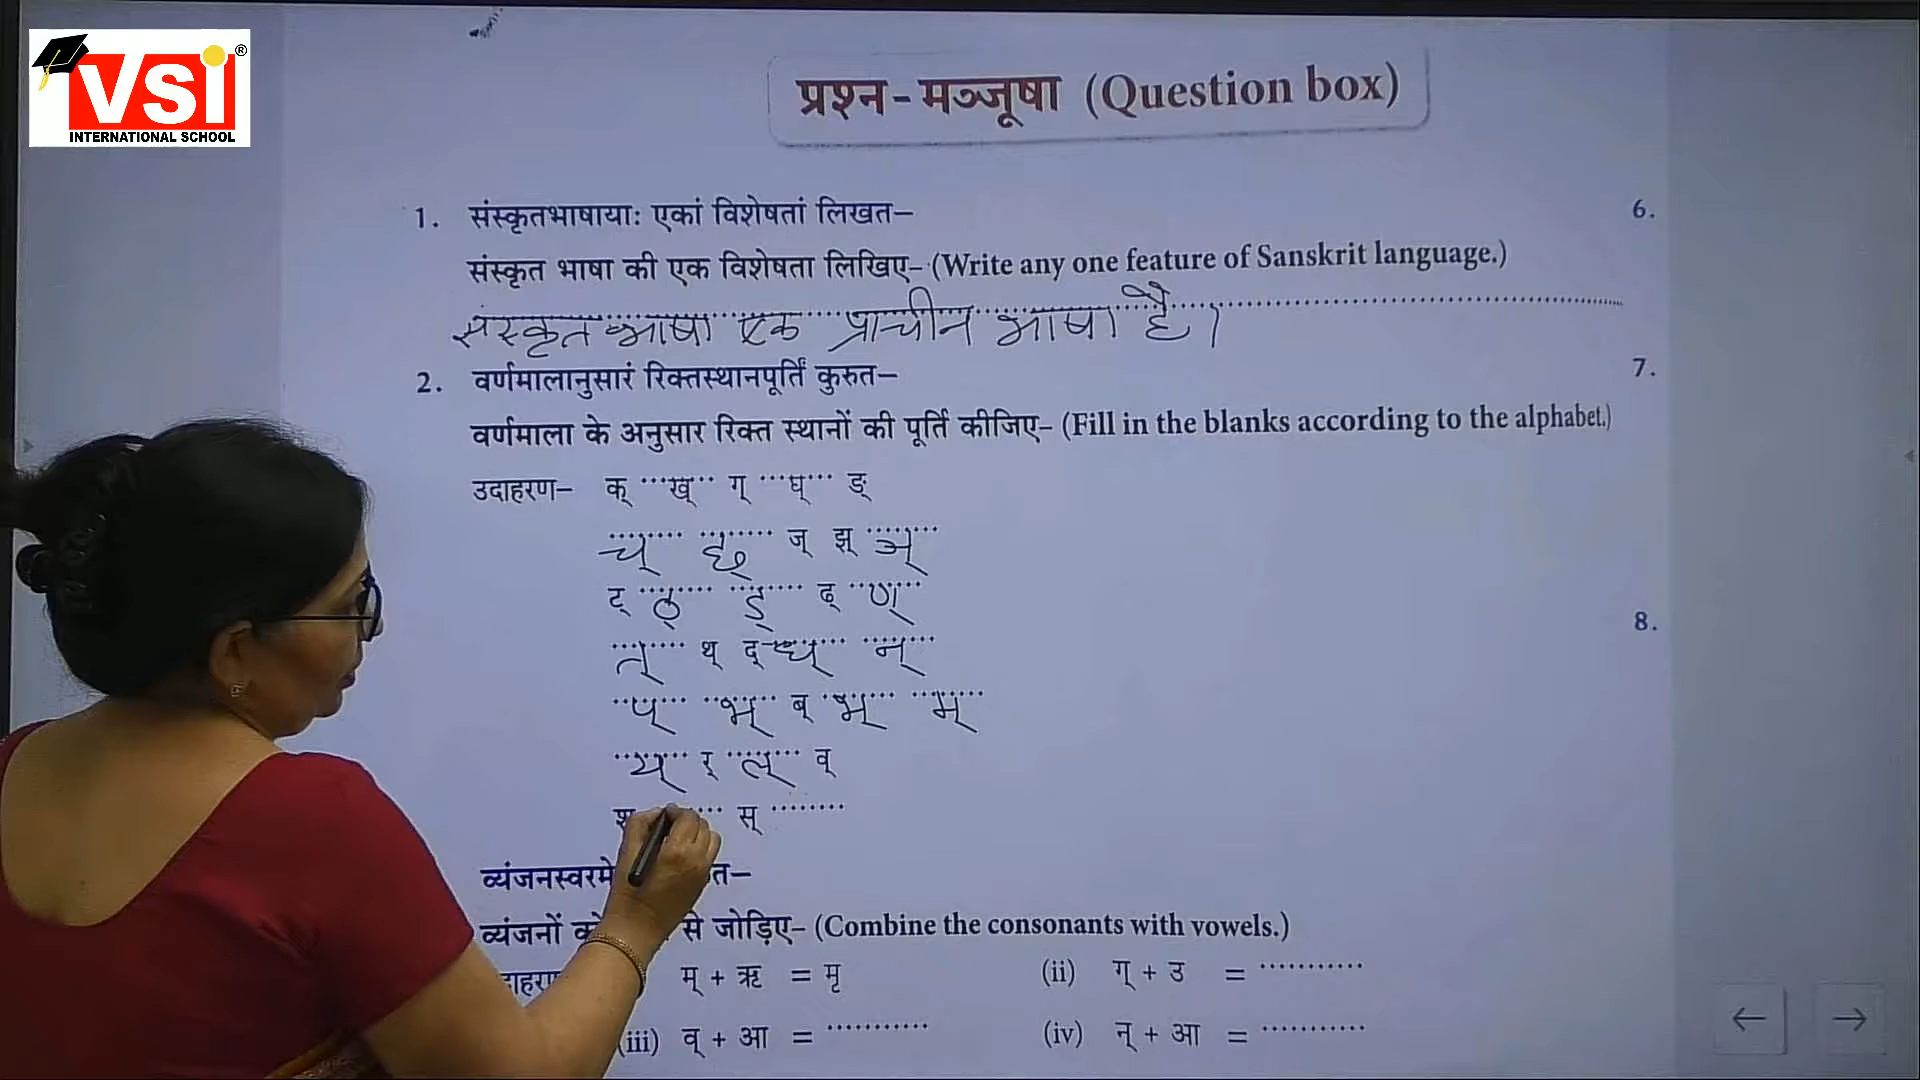 VSI®
INTERNATIONAL SCHOOL
प्रश्न-मञ्जूषा (Question box)
1. संस्कृतभाषायाः एकां विशेषतां लिखत–
संस्कृत भाषा की एक विशेषता लिखिए– (Write any one feature of Sanskrit language.)
संस्कृत भाषा एक प्राचीन भाषा है।
2. वर्णमालानुसारं रिक्तस्थानपूर्तिं कुरुत–
वर्णमाला के अनुसार रिक्त स्थानों की पूर्ति कीजिए– (Fill in the blanks according to the alphabet.)
उदाहरण– क् ख् ग् घ् ङ्
च् छ् ज् झ् ञ्
ट् ठ् ड् ढ् ण्
त् थ् द् ध् न्
प् भ् ब् भ् म्
य् र् ल् व्
स्
(Combine the consonants with vowels.)
व्यंजनों से जोड़िए–
म् + ऋ = मृ (ii) ग् + उ =
(iii) व् + आ = (iv) न् + आ =
6.
7.
8.